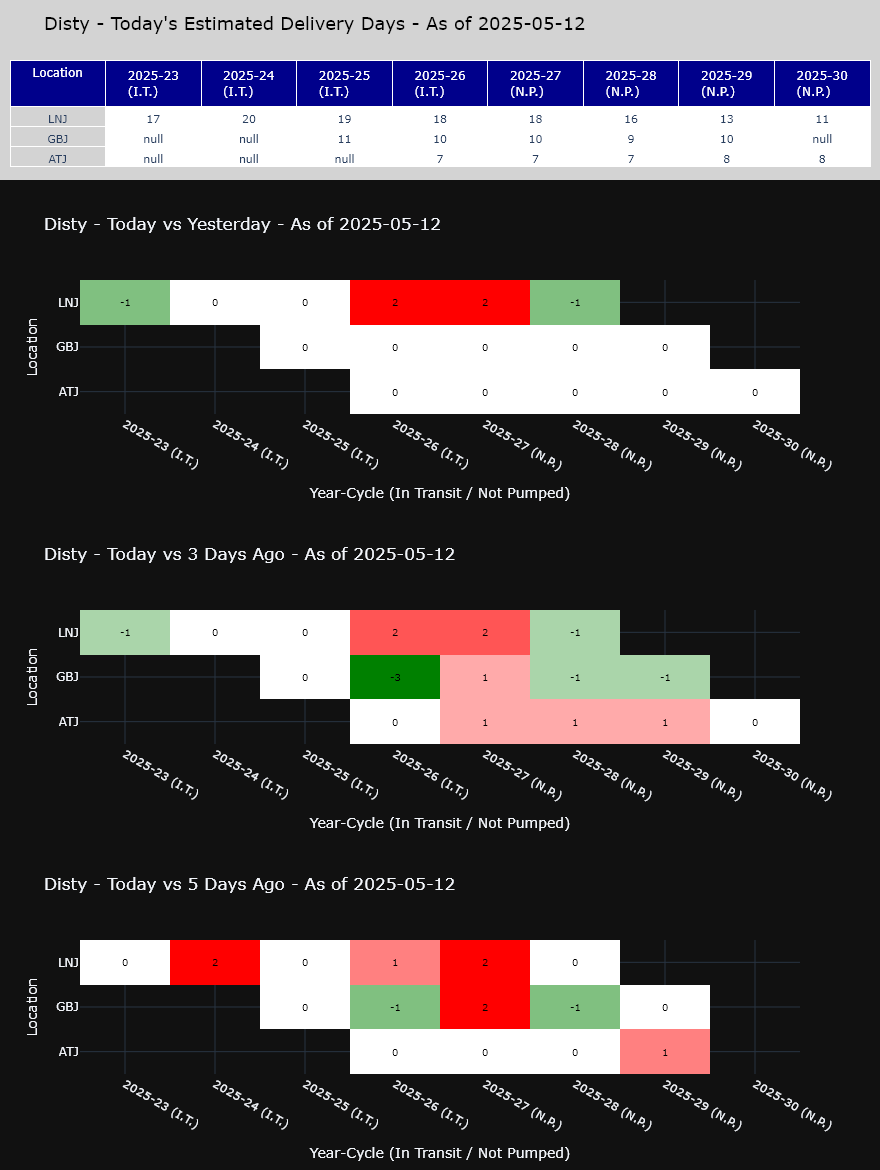 Disty - Today's Estimated Delivery Days - As of 2025-05-12
Location 2025-23 (I.T.) 2025-24 (I.T.) 2025-25 (I.T.) 2025-26 (I.T.) 2025-27 (N.P.) 2025-28 (N.P.) 2025-29 (N.P.) 2025-30 (N.P.)
LNJ 17 20 19 18 18 16 13 11
GBJ null null 11 10 10 9 10 null
ATJ null null null 7 7 7 8 8
Disty - Today vs Yesterday - As of 2025-05-12
Location
LNJ -1 0 0 2 2 -1
GBJ 0 0 0 0 0
ATJ 0 0 0 0 0
2025-23 (I.T.) 2025-24 (I.T.) 2025-25 (I.T.) 2025-26 (I.T.) 2025-27 (N.P.) 2025-28 (N.P.) 2025-29 (N.P.) 2025-30 (N.P.)
Year-Cycle (In Transit / Not Pumped)
Disty - Today vs 3 Days Ago - As of 2025-05-12
Location
LNJ -1 0 0 2 2 -1
GBJ 0 -3 1 -1 -1
ATJ 0 1 1 1 0
2025-23 (I.T.) 2025-24 (I.T.) 2025-25 (I.T.) 2025-26 (I.T.) 2025-27 (N.P.) 2025-28 (N.P.) 2025-29 (N.P.) 2025-30 (N.P.)
Year-Cycle (In Transit / Not Pumped)
Disty - Today vs 5 Days Ago - As of 2025-05-12
Location
LNJ 0 2 0 1 2 0
GBJ 0 -1 2 -1 0
ATJ 0 0 0 1
2025-23 (I.T.) 2025-24 (I.T.) 2025-25 (I.T.) 2025-26 (I.T.) 2025-27 (N.P.) 2025-28 (N.P.) 2025-29 (N.P.) 2025-30 (N.P.)
Year-Cycle (In Transit / Not Pumped)